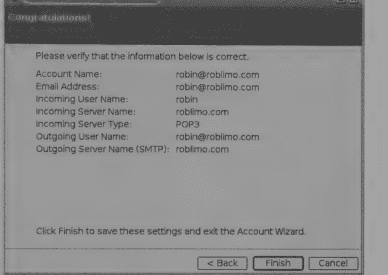 Congratulations!
Please verify that the information below is correct.
Account Name: robin@roblimo.com
Email Address: robin@roblimo.com
Incoming User Name: robin
Incoming Server Name: roblimo.com
Incoming Server Type: POP3
Outgoing User Name: robin@roblimo.com
Outgoing Server Name (SMTP): roblimo.com
Click Finish to save these settings and exit the Account Wizard.
< Back Finish Cancel